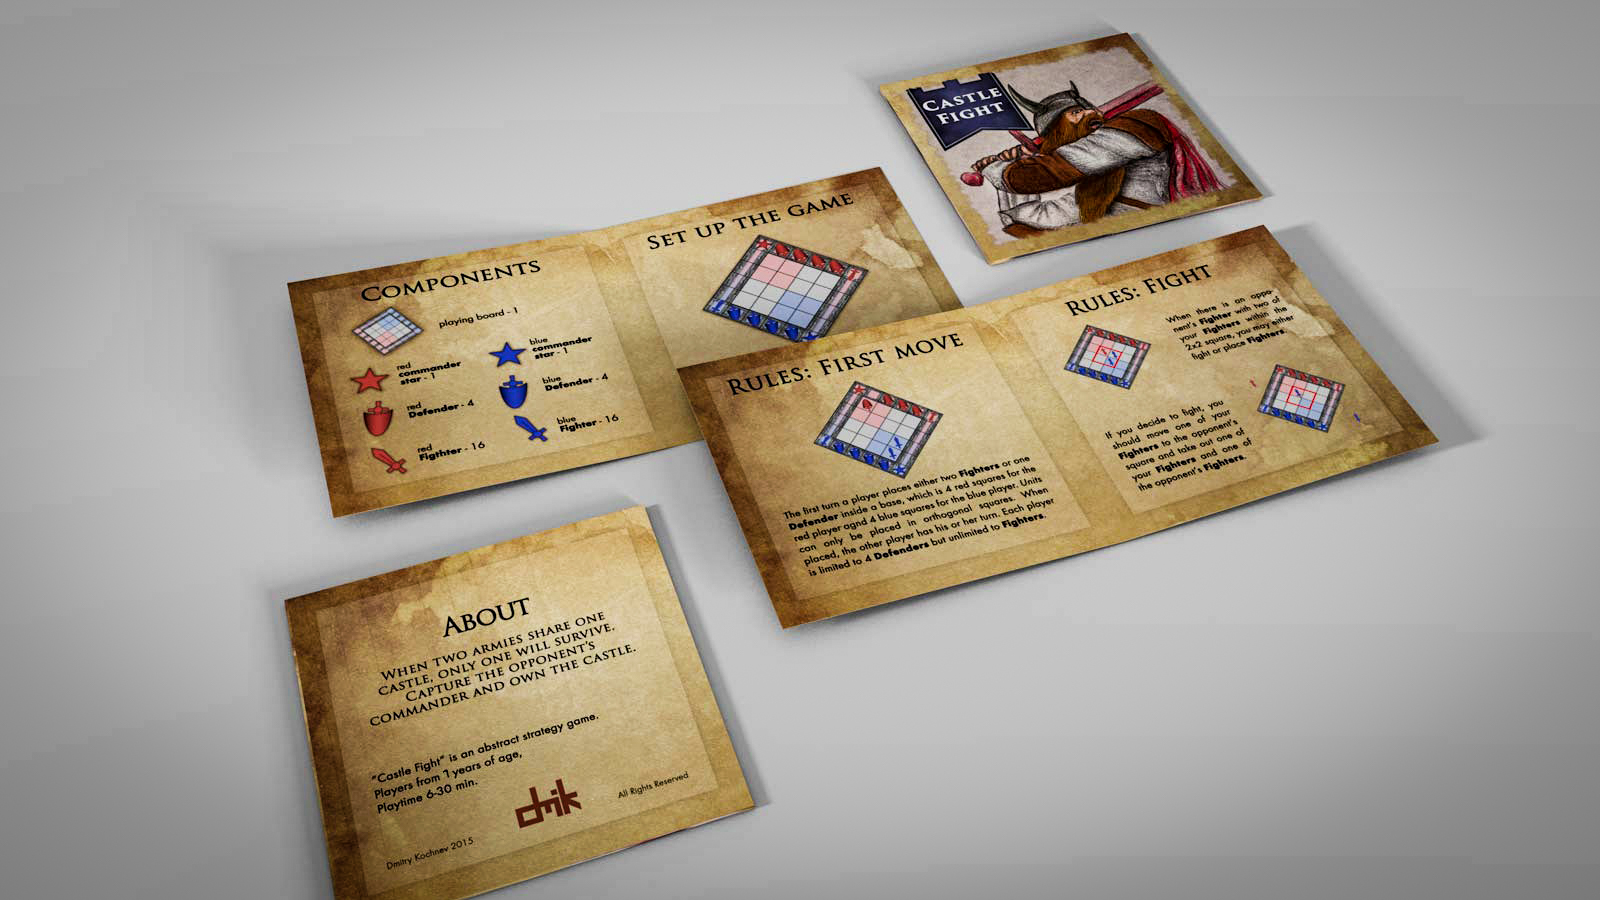 CASTLE
FIGHT
COMPONENTS
playing board - 1
red
commander
star - 1
blue
commander
star - 1
red
Defender - 4
blue
Defender - 4
red
Figthter - 16
blue
Fighter - 16
SET UP THE GAME
RULES: FIRST MOVE
The first turn a player places either two Fighters or one
Defender inside a base, which is 4 red squares for the
red player agnd 4 blue squares for the blue player. Units
can only be placed in orthogonal squares. When
placed, the other player has his or her turn. Each player
is limited to 4 Defenders but unlimited to Fighters.
RULES: FIGHT
When there is an oppo-
nent's Fighter with two of
your Fighters within the
2x2 square, you may either
fight or place Fighters.
If you decide to fight, you
should move one of your
Fighters to the opponent's
square and take out one of
your Fighters and one of
the opponent's Fighters.
ABOUT
WHEN TWO ARMIES SHARE ONE
CASTLE, ONLY ONE WILL SURVIVE.
CAPTURE THE OPPONENT'S
COMMANDER AND OWN THE CASTLE.
"Castle Fight" is an abstract strategy game.
Players from 7 years of age,
Playtime 6-30 min.
dmk
All Rights Reserved
Dmitry Kochnev 2015